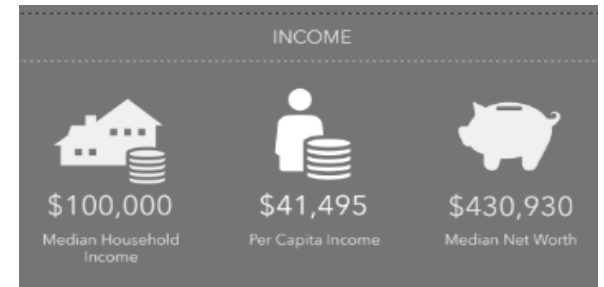 INCOME
$100,000
$41,495
$430,930
Median Household
Income
Per Capita Income
Median Net Worth